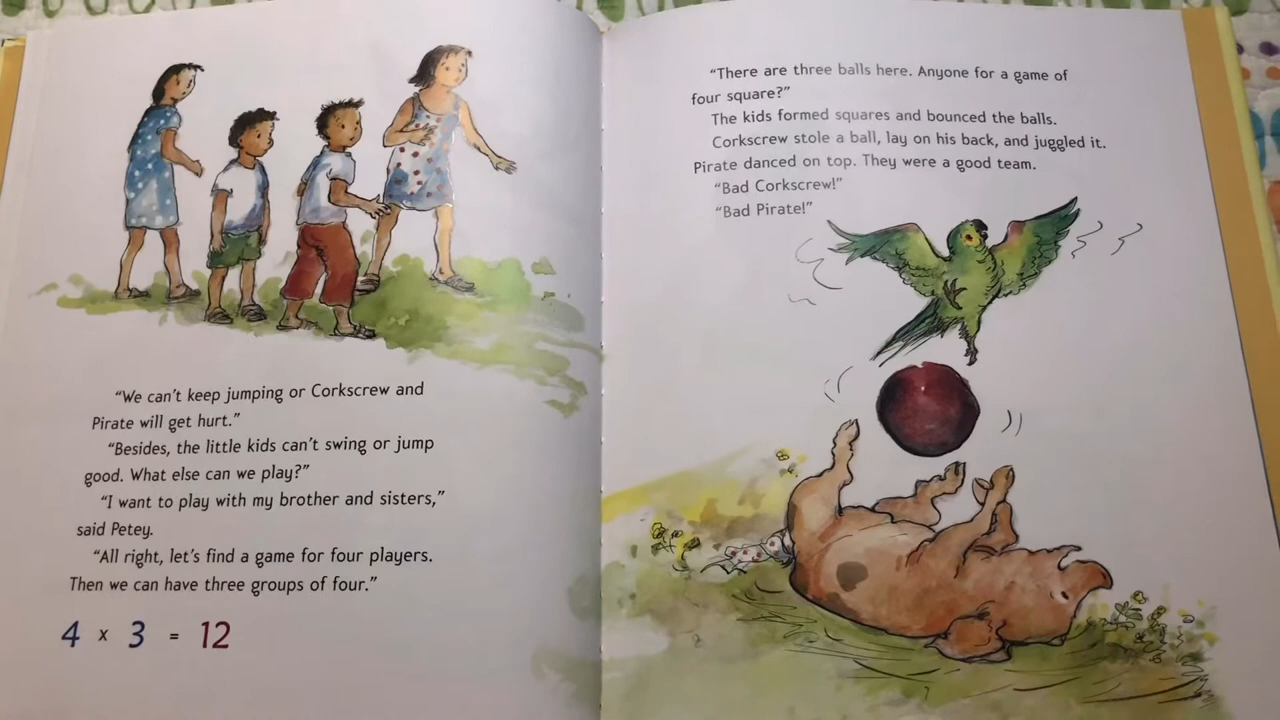 “We can’t keep jumping or Corkscrew and
Pirate will get hurt.”
“Besides, the little kids can’t swing or jump
good. What else can we play?”
“I want to play with my brother and sisters,”
said Petey.
“All right, let’s find a game for four players.
Then we can have three groups of four.”
4 x 3 = 12
“There are three balls here. Anyone for a game of
four square?”
The kids formed squares and bounced the balls.
Corkscrew stole a ball, lay on his back, and juggled it.
Pirate danced on top. They were a good team.
“Bad Corkscrew!”
“Bad Pirate!”